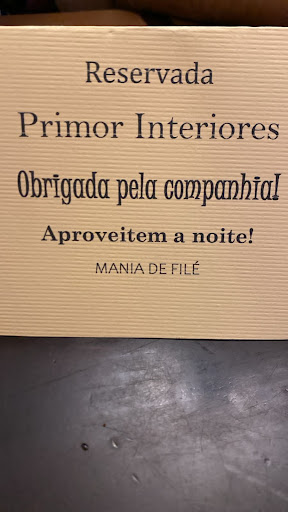 Reservada
Primor Interiores
Obrigada pela companhia!
Aproveitem a noite!
MANIA DE FILÉ